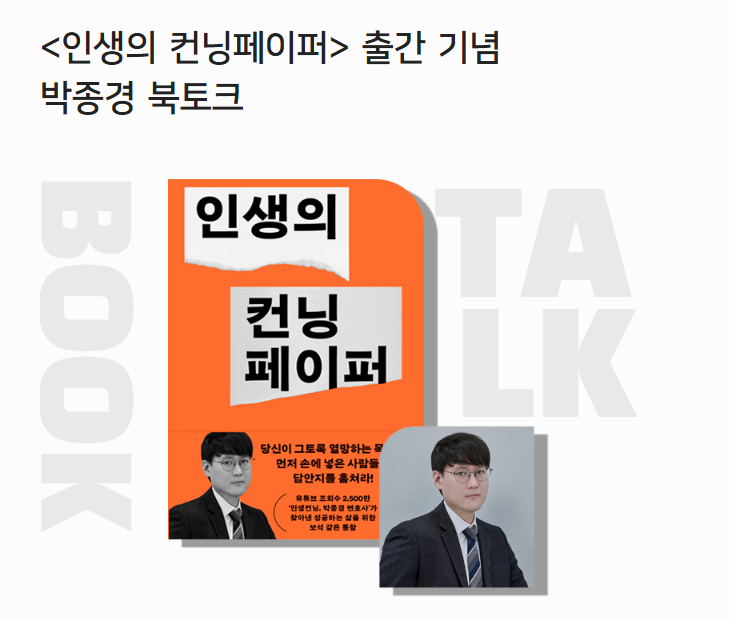 <인생의 컨닝페이퍼> 출간 기념
박종경 북토크
BOOK
TALK
인생의
컨닝
페이퍼
당신이 그토록 열망하는
먼저 손에 넣은 사람들
답안지를 훔쳐라!
유튜브 조회수 2,500만
'인생컨닝, 박종경 변호사'가
찾아낸 성공하는 삶을 위한
보석 같은 통찰